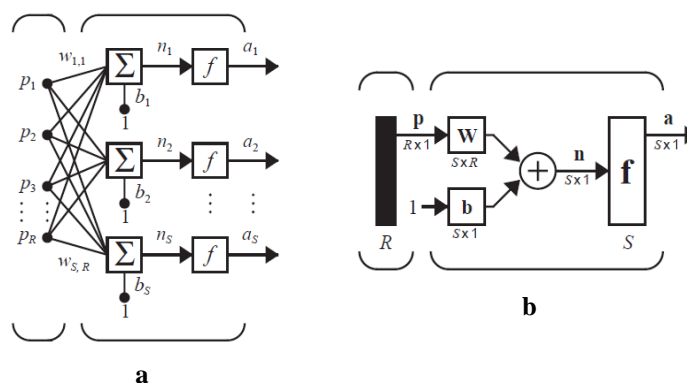 w1,1 n1 a1
p1 Σ f
b1
1
p2 n2 a2
Σ f
p3 b2
1
pR nS aS
wS,R Σ f
bS
1
a
p a
R x 1 W S x 1
S x R n f
+ S x 1
1 b
S x 1
R S
b